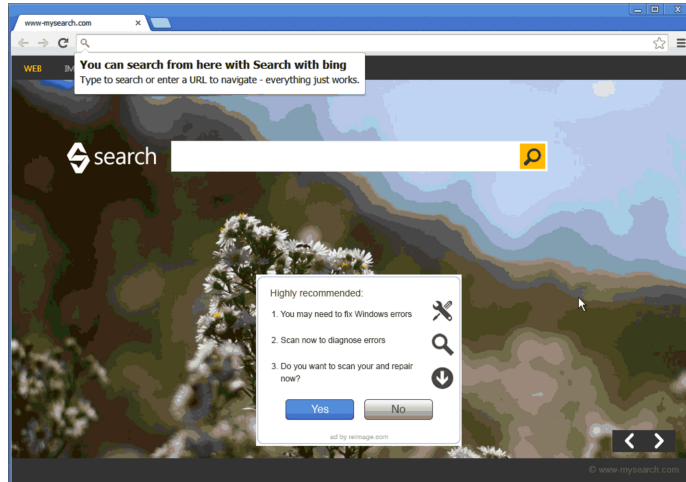 www-mysearch.com
You can search from here with Search with bing
Type to search or enter a URL to navigate - everything just works.
WEB
search
Highly recommended:
1. You may need to fix Windows errors
2. Scan now to diagnose errors
3. Do you want to scan your and repair
now?
Yes No
ad by reimage.com
© www-mysearch.com